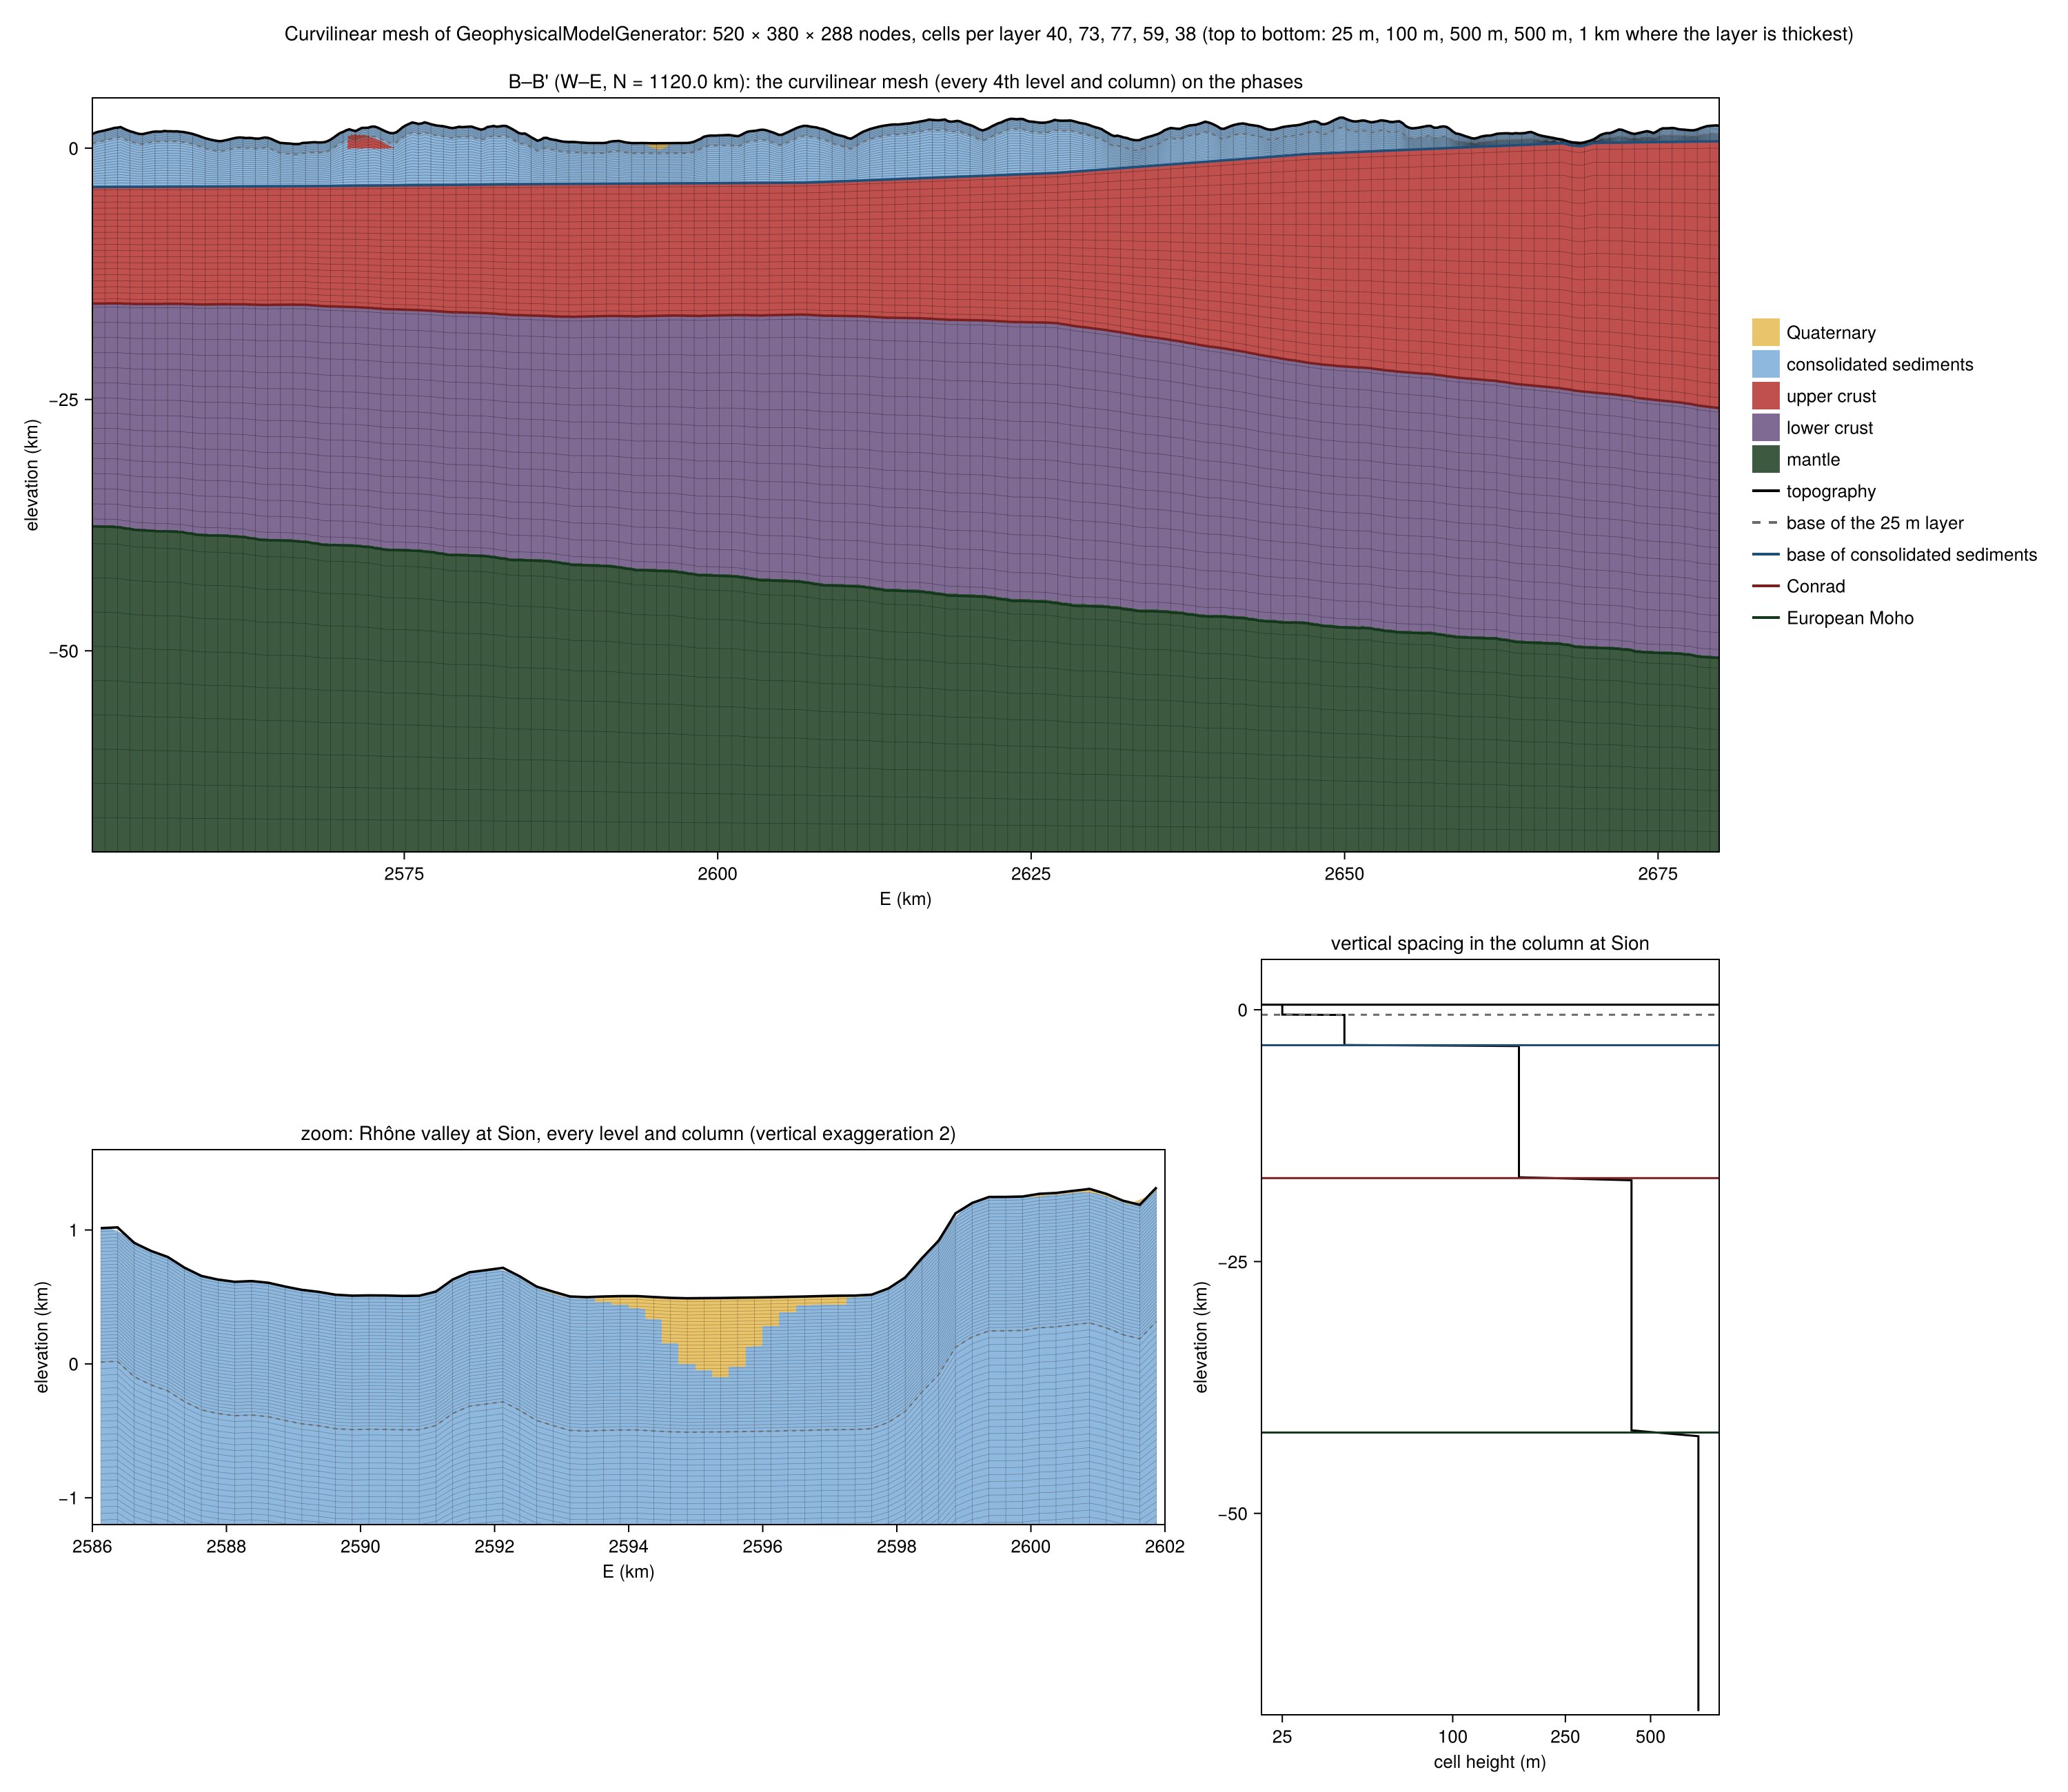 Curvilinear mesh of GeophysicalModelGenerator: 520 × 380 × 288 nodes, cells per layer 40, 73, 77, 59, 38 (top to bottom: 25 m, 100 m, 500 m, 500 m, 1 km where the layer is thickest)
B–B' (W–E, N = 1120.0 km): the curvilinear mesh (every 4th level and column) on the phases
elevation (km)
0
−25
−50
2575
2600
2625
2650
2675
E (km)
Quaternary
consolidated sediments
upper crust
lower crust
mantle
topography
base of the 25 m layer
base of consolidated sediments
Conrad
European Moho
zoom: Rhône valley at Sion, every level and column (vertical exaggeration 2)
elevation (km)
1
0
−1
2586
2588
2590
2592
2594
2596
2598
2600
2602
E (km)
vertical spacing in the column at Sion
elevation (km)
0
−25
−50
25
100
250
500
cell height (m)